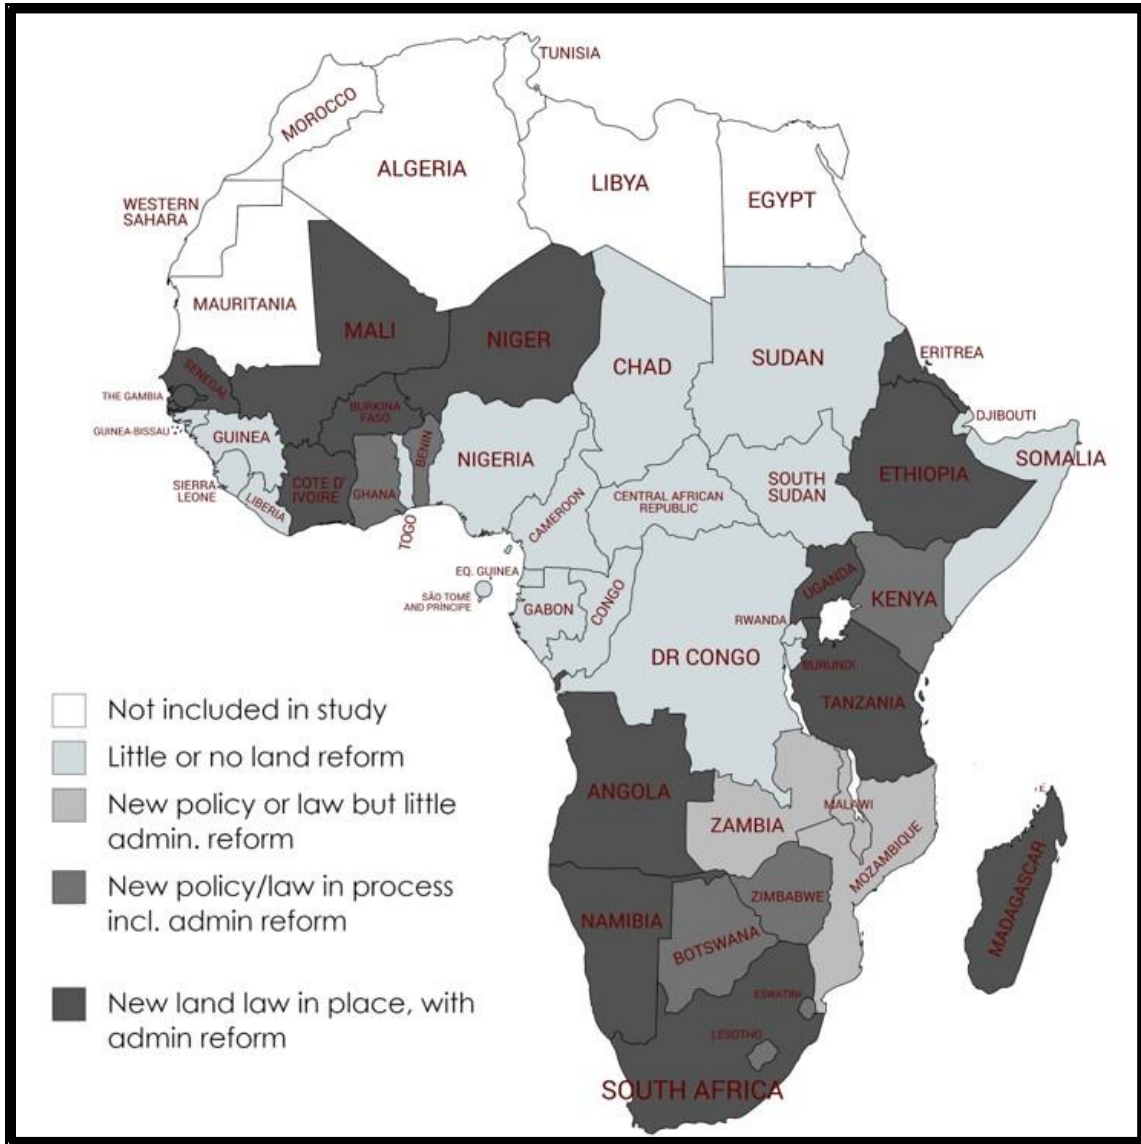 TUNISIA
MOROCCO
ALGERIA
LIBYA
EGYPT
WESTERN
SAHARA
MAURITANIA
MALI
NIGER
CHAD
SUDAN
ERITREA
SENEGAL
THE GAMBIA
GUINEA-BISSAU
GUINEA
BURKINA
FASO
BENIN
NIGERIA
DJIBOUTI
SOMALIA
ETHIOPIA
SOUTH
SUDAN
SIERRA
LEONE
LIBERIA
COTE D'
IVOIRE
GHANA
TOGO
CAMEROON
CENTRAL AFRICAN
REPUBLIC
EQ. GUINEA
SÃO TOMÉ
AND PRÍNCIPE
GABON
CONGO
UGANDA
KENYA
RWANDA
DR CONGO
BURUNDI
TANZANIA
Not included in study
Little or no land reform
New policy or law but little
admin. reform
New policy/law in process
incl. admin reform
New land law in place, with
admin reform
ANGOLA
ZAMBIA
MALAWI
MOZAMBIQUE
MADAGASCAR
ZIMBABWE
NAMIBIA
BOTSWANA
ESWATINI
LESOTHO
SOUTH AFRICA